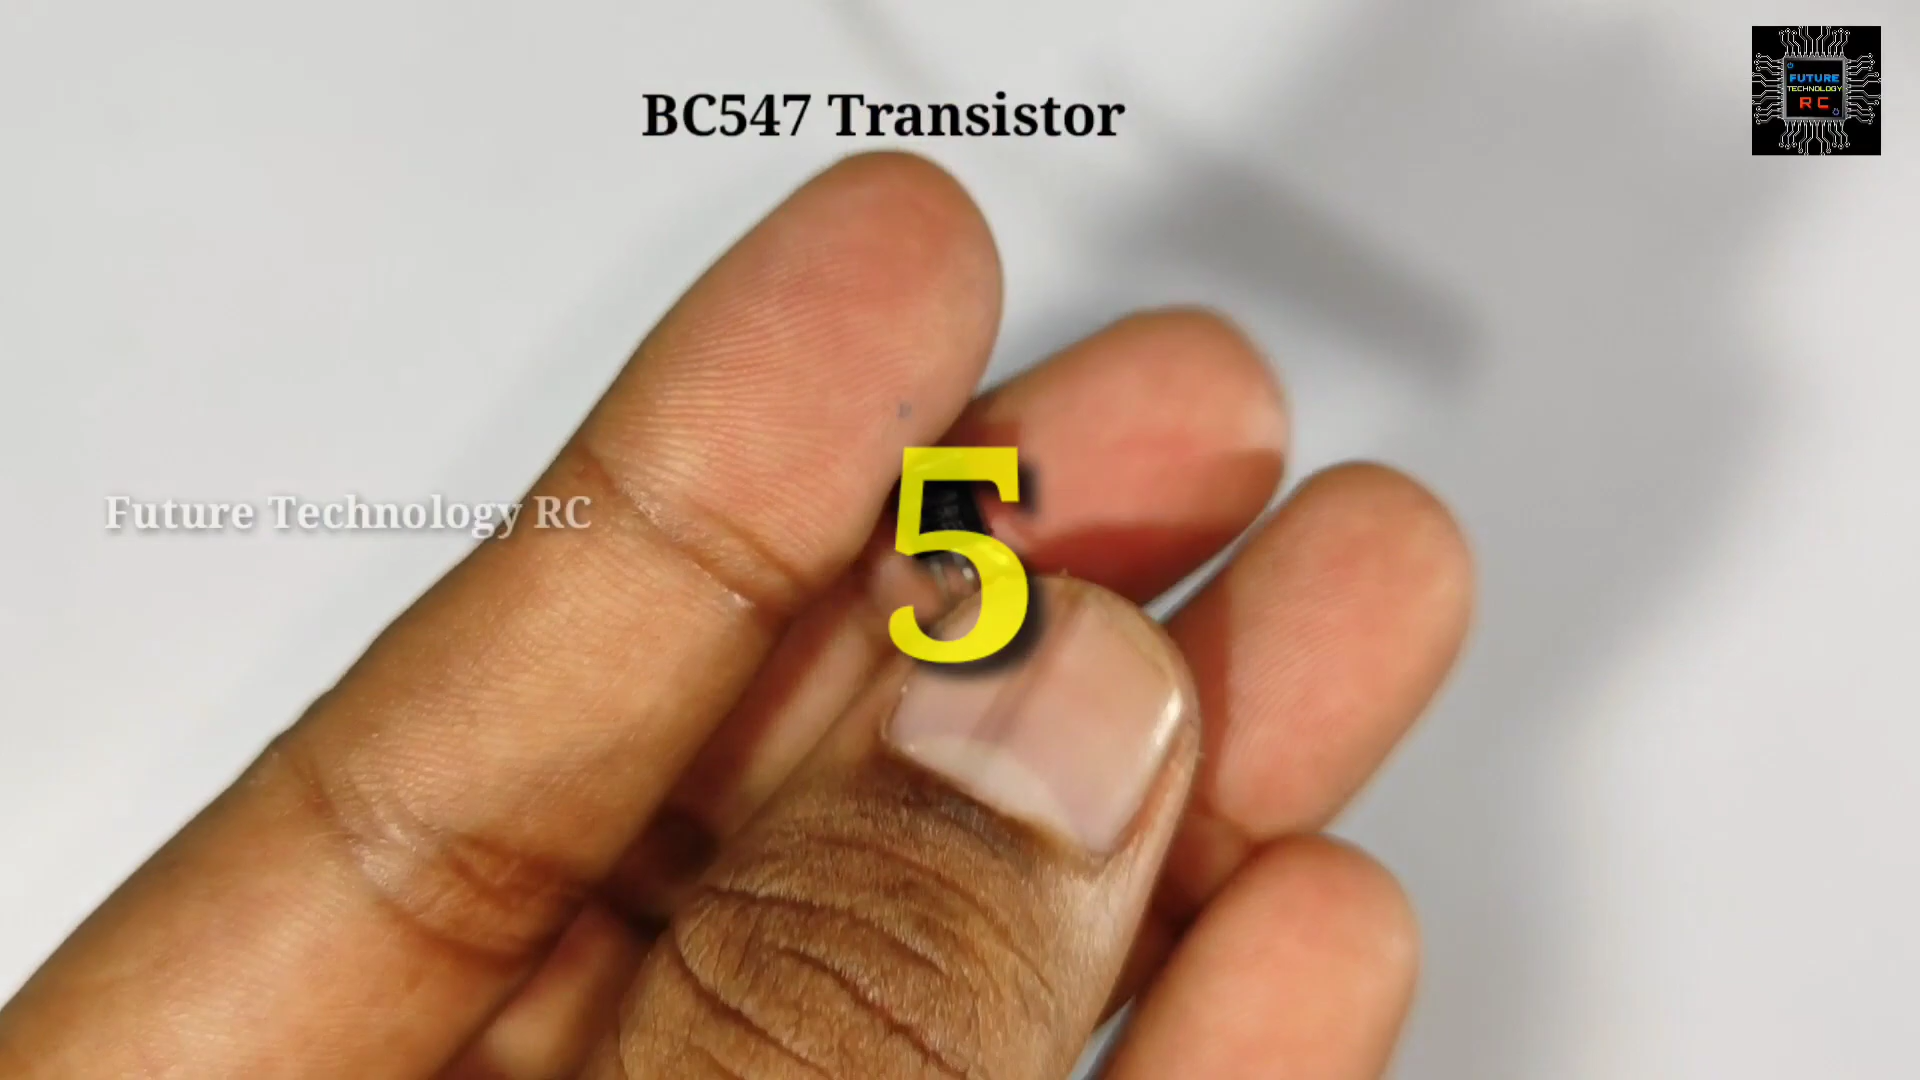 BC547 Transistor
FUTURE
TECHNOLOGY
RC
5
Future Technology RC